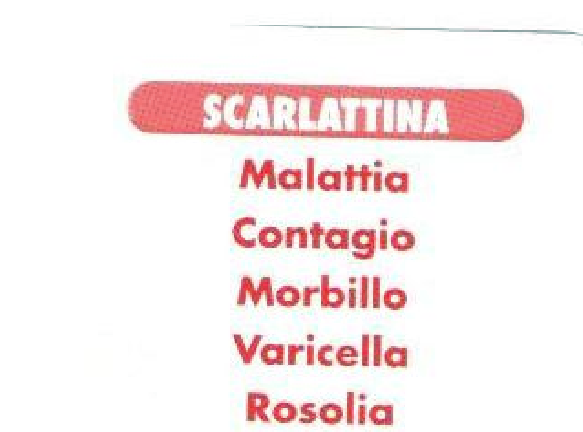 SCARLATTINA
Malattia
Contagio
Morbillo
Varicella
Rosolia